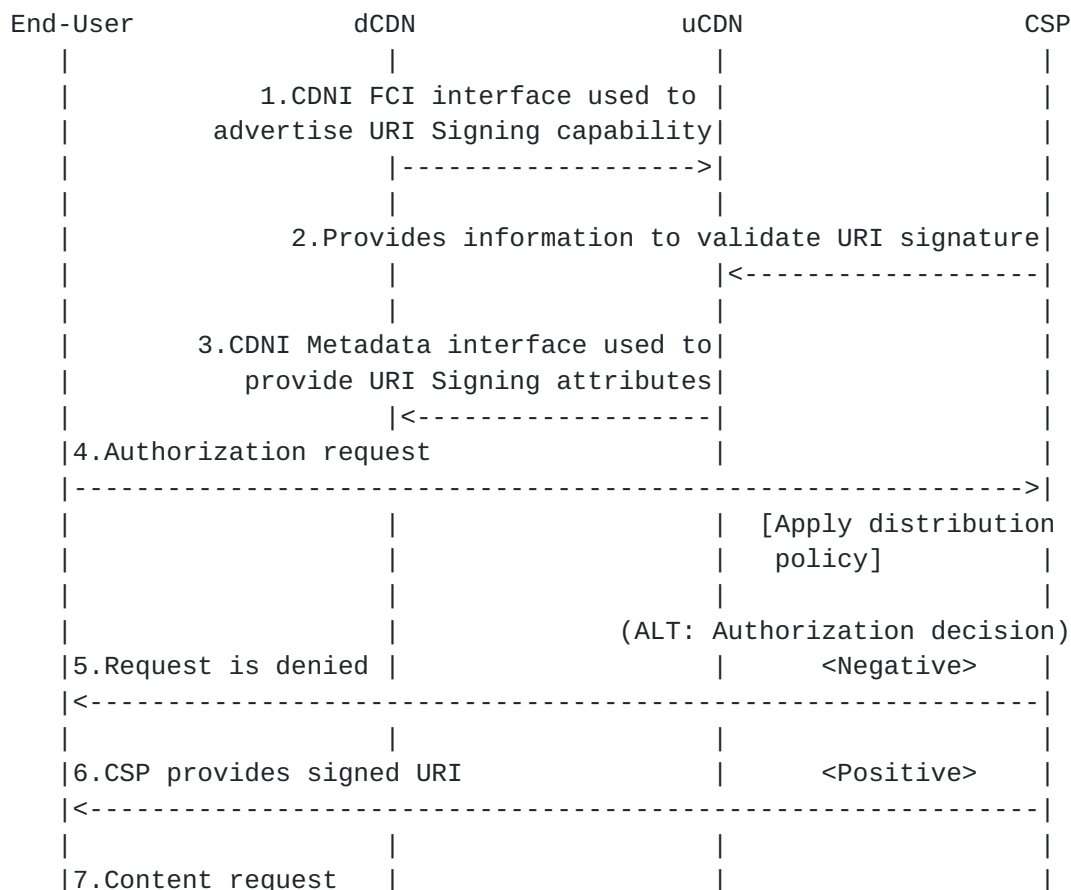 End-User dCDN uCDN CSP
| | | |
| 1.CDNI FCI interface used to | |
| advertise URI Signing capability| |
| |------------------->| |
| | | |
| 2.Provides information to validate URI signature|
| | |<-------------------|
| | | |
| 3.CDNI Metadata interface used to| |
| provide URI Signing attributes| |
| |<-------------------| |
|4.Authorization request | |
|------------------------------------------------------------->|
| | | [Apply distribution
| | | policy] |
| | | |
| | (ALT: Authorization decision)
|5.Request is denied | | <Negative> |
|<-------------------------------------------------------------|
| | | |
|6.CSP provides signed URI | <Positive> |
|<-------------------------------------------------------------|
| | | |
|7.Content request | | |